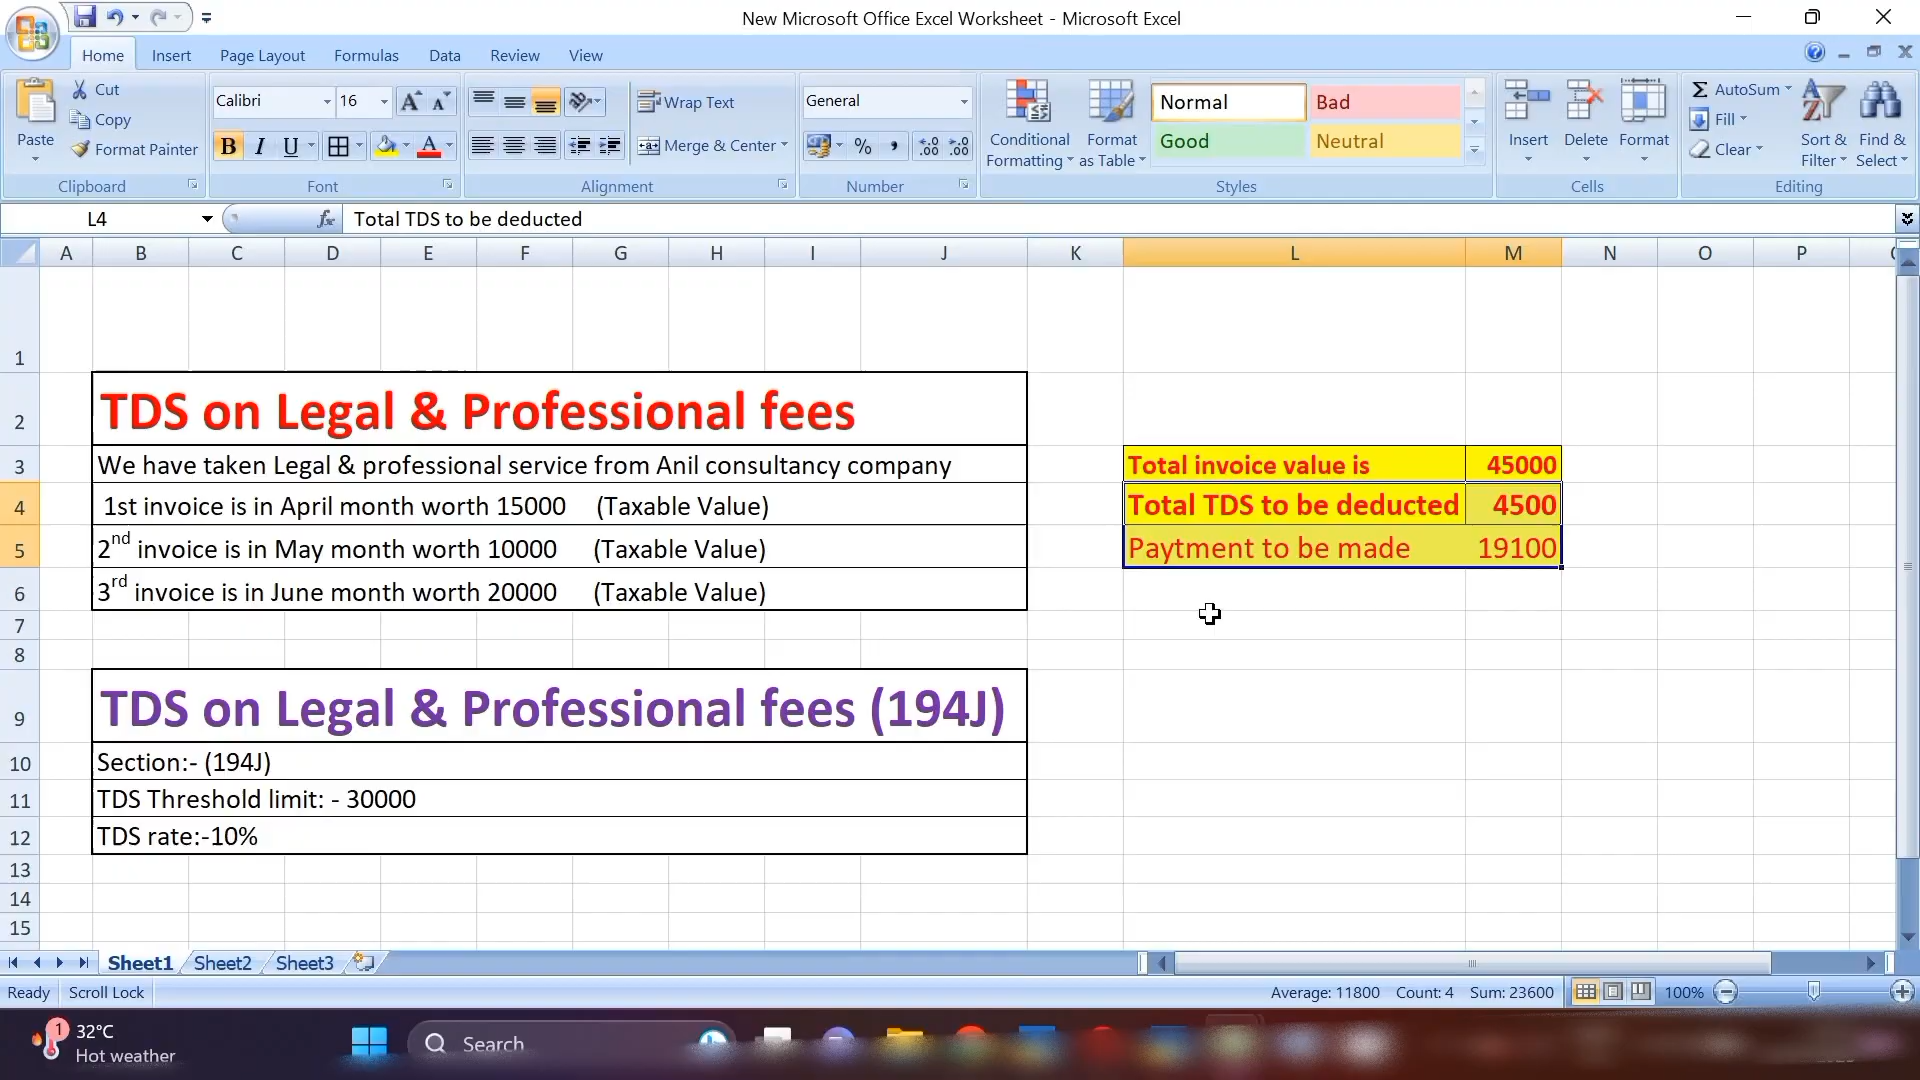 New Microsoft Office Excel Worksheet - Microsoft Excel
Home Insert Page Layout Formulas Data Review View
Paste
Cut
Copy
Format Painter
Clipboard
Calibri 16
B I U
Font
Wrap Text
Merge & Center
Alignment
General
%
Number
Conditional Formatting
Format as Table
Normal Bad
Good Neutral
Styles
Insert Delete Format
Cells
AutoSum
Fill
Clear
Sort & Filter
Find & Select
Editing
L4 fx Total TDS to be deducted
A B C D E F G H I J K L M N O P
1
2 TDS on Legal & Professional fees
3 We have taken Legal & professional service from Anil consultancy company Total invoice value is 45000
4 1st invoice is in April month worth 15000 (Taxable Value) Total TDS to be deducted 4500
5 2nd invoice is in May month worth 10000 (Taxable Value) Paytment to be made 19100
6 3rd invoice is in June month worth 20000 (Taxable Value)
7
8
9 TDS on Legal & Professional fees (194J)
10 Section:- (194J)
11 TDS Threshold limit: - 30000
12 TDS rate:-10%
13
14
15
Sheet1 Sheet2 Sheet3
Ready Scroll Lock Average: 11800 Count: 4 Sum: 23600 100%
1 32°C
Hot weather
Search